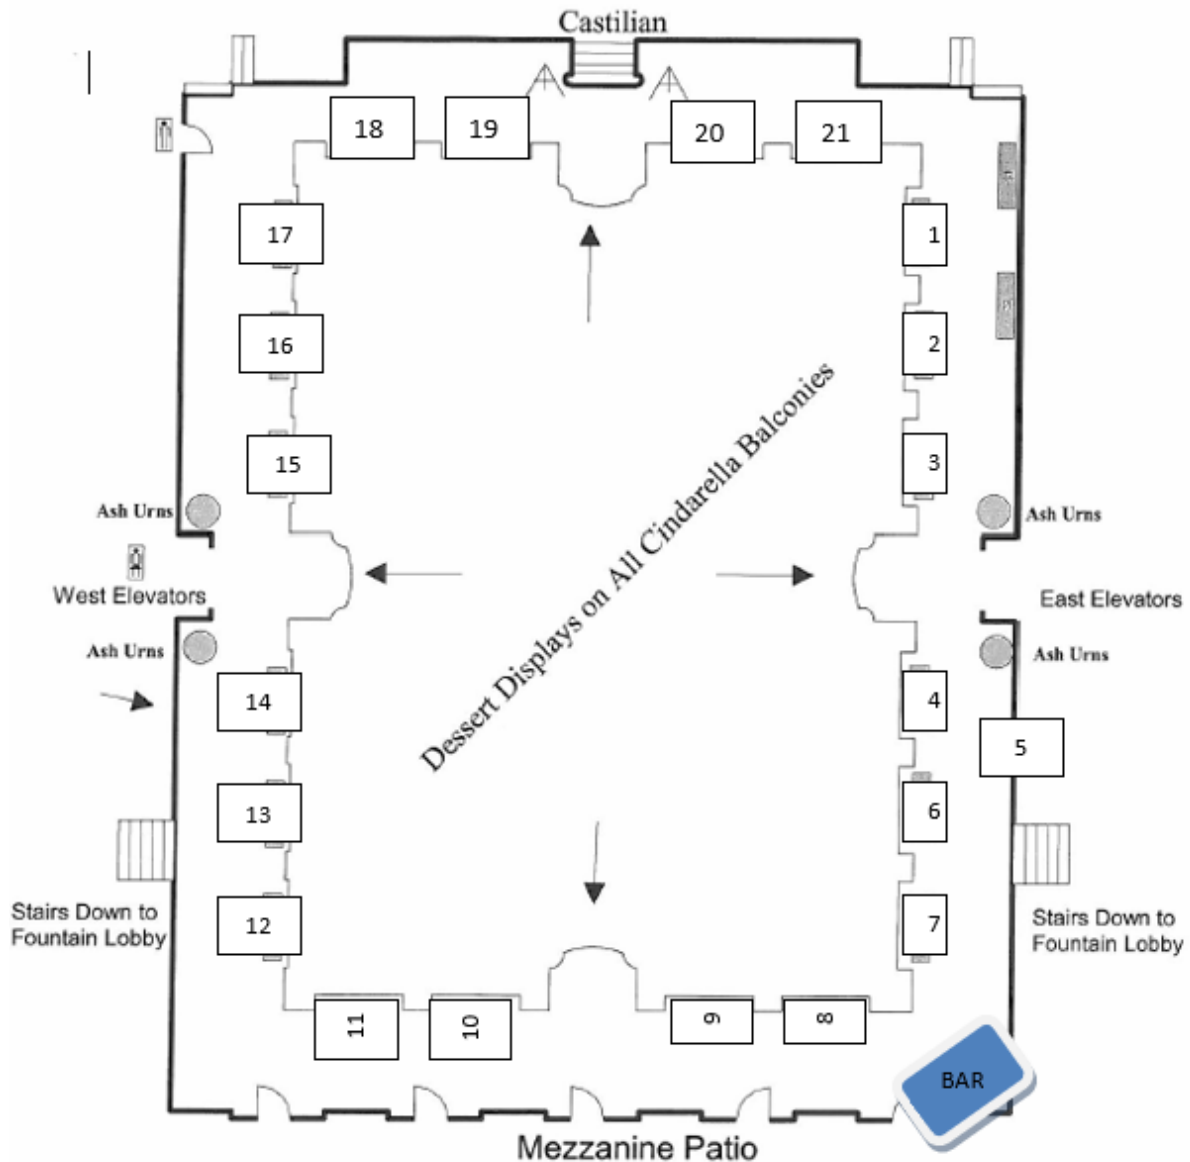 Castilian
18
19
20
21
17
1
16
2
15
3
Ash Urns
Ash Urns
West Elevators
East Elevators
Ash Urns
Ash Urns
Dessert Displays on All Cindarella Balconies
14
4
5
13
6
12
7
Stairs Down to
Fountain Lobby
Stairs Down to
Fountain Lobby
11
10
9
8
BAR
Mezzanine Patio